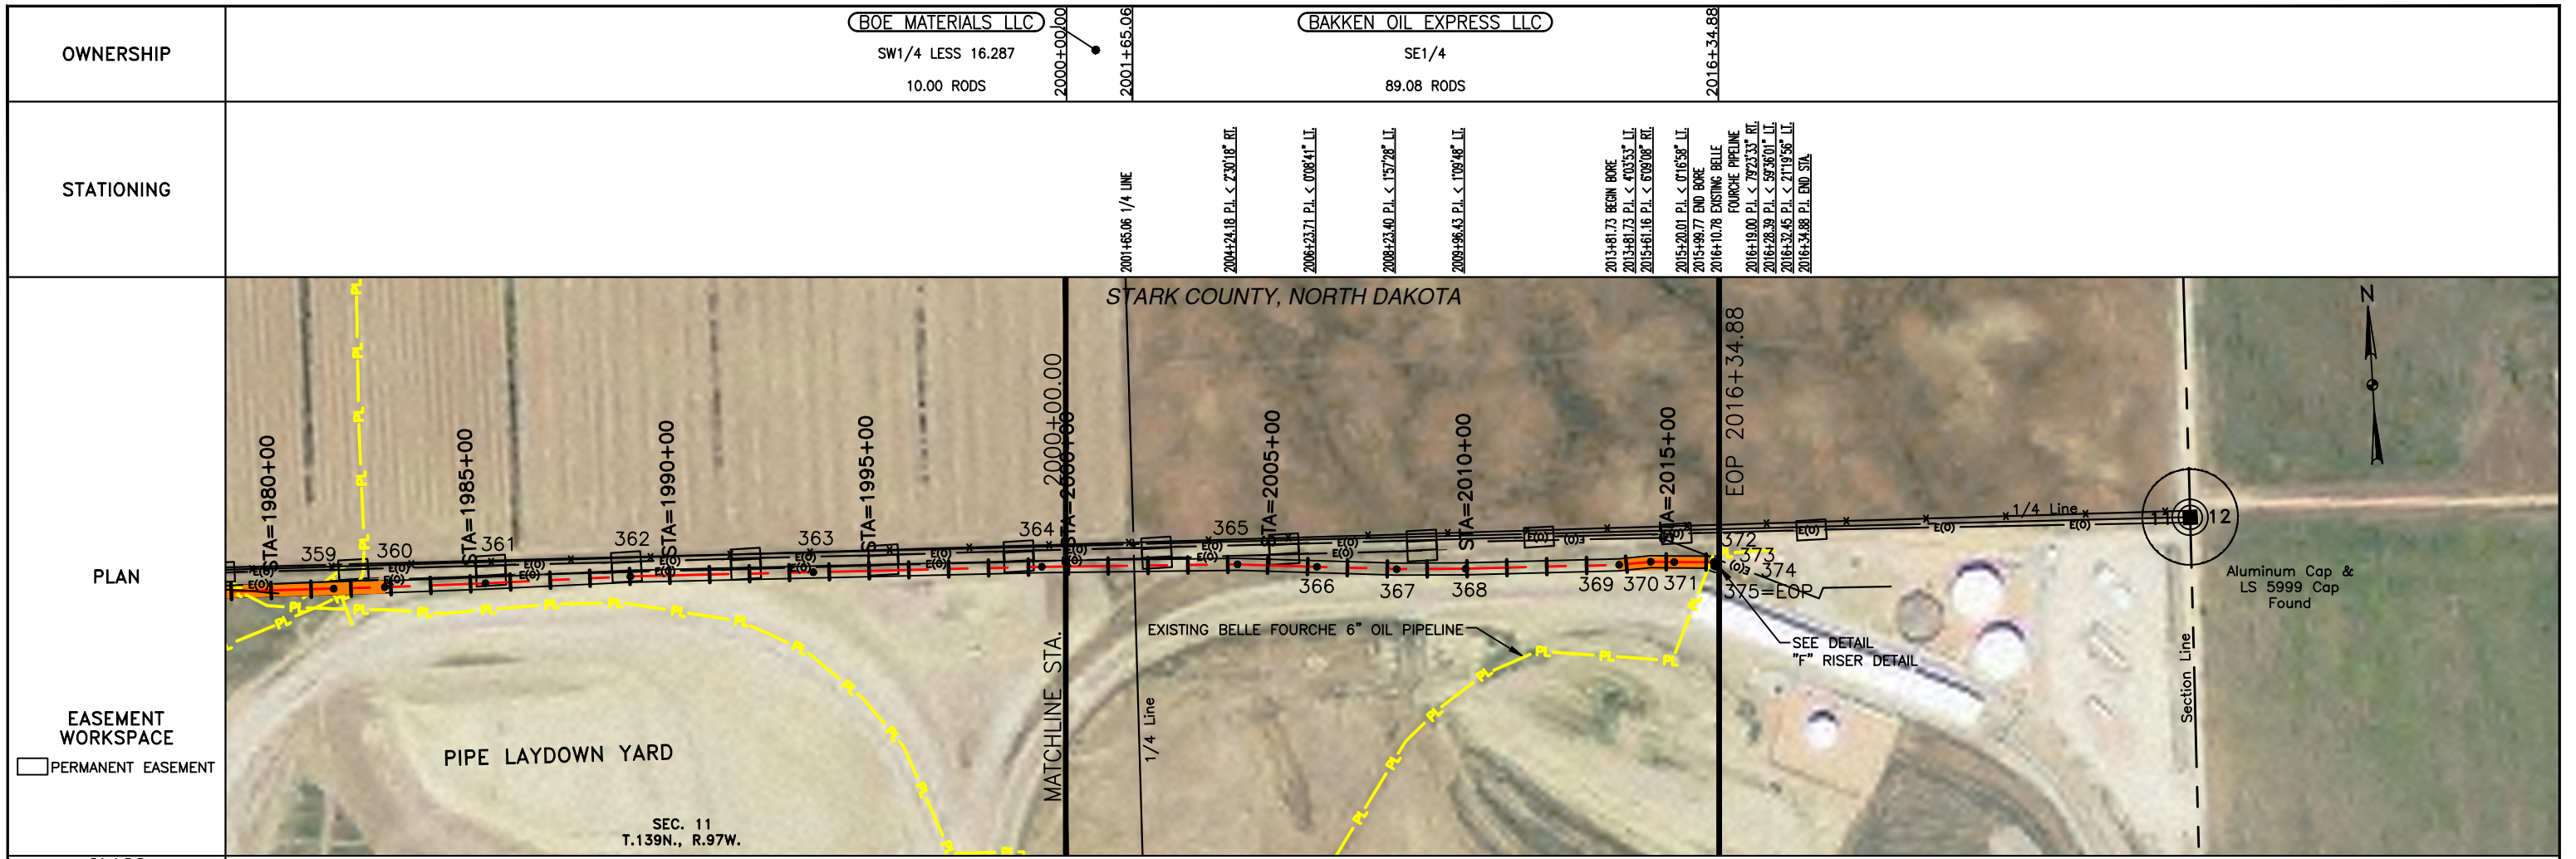 OWNERSHIP
BOE MATERIALS LLC
SW1/4 LESS 16.287
10.00 RODS
2000+00.00
2001+65.06
BAKKEN OIL EXPRESS LLC
SE1/4
89.08 RODS
2016+34.88
STATIONING
2001+65.06 1/4 LINE
2004+24.18 P.I. < 2°30'18" RT.
2006+23.71 P.I. < 0°08'41" LT.
2008+23.40 P.I. < 1°57'28" LT.
2009+96.43 P.I. < 1°09'48" LT.
2013+81.73 BEGIN BORE
2013+81.73 P.I. < 4°03'53" LT.
2015+61.16 P.I. < 6°09'08" RT.
2015+20.01 P.I. < 0°16'58" LT.
2015+99.77 END BORE
2016+10.78 EXISTING BELLE
FOURCHE PIPELINE
2016+19.00 P.I. < 79°23'33" RT.
2016+28.39 P.I. < 59°36'01" LT.
2016+32.45 P.I. < 21°19'56" LT.
2016+34.88 P.I. END STA.
PLAN
EASEMENT
WORKSPACE
PERMANENT EASEMENT
STARK COUNTY, NORTH DAKOTA
N
STA=1980+00
STA=1985+00
STA=1990+00
STA=1995+00
2000+00.00
STA=2000+00
STA=2005+00
STA=2010+00
STA=2015+00
EOP 2016+34.88
359
360
361
362
363
364
365
366
367
368
369
370
371
372
373
374
375=EOP
E(O)
PL
1/4 Line
11
12
Aluminum Cap &
LS 5999 Cap
Found
EXISTING BELLE FOURCHE 6" OIL PIPELINE
SEE DETAIL
"F" RISER DETAIL
MATCHLINE STA.
1/4 Line
Section Line
PIPE LAYDOWN YARD
SEC. 11
T.139N., R.97W.